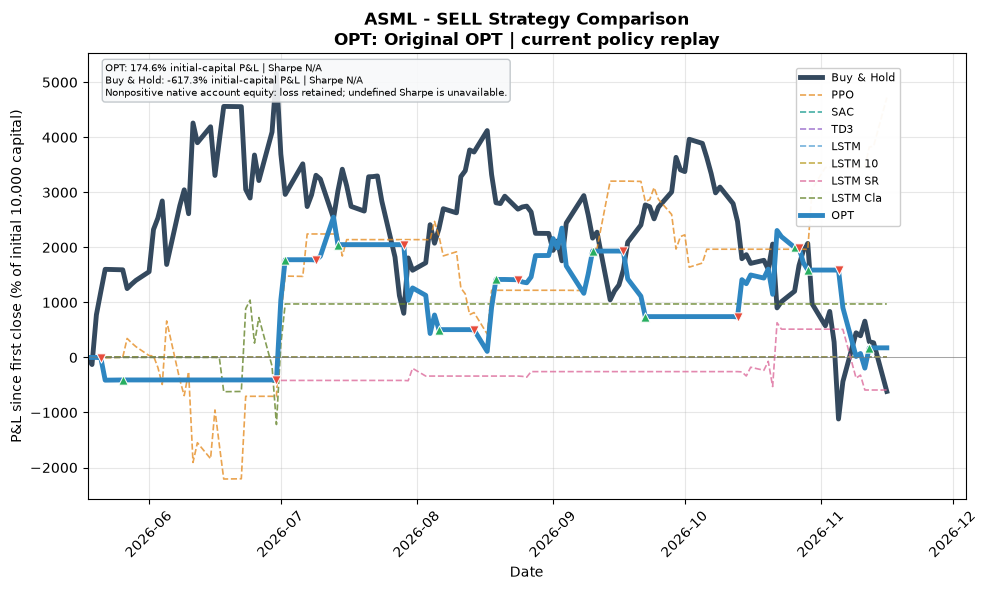 ASML - SELL Strategy Comparison
OPT: Original OPT | current policy replay
OPT: 174.6% initial-capital P&L | Sharpe N/A
Buy & Hold: -617.3% initial-capital P&L | Sharpe N/A
Nonpositive native account equity: loss retained; undefined Sharpe is unavailable.
Buy & Hold
PPO
SAC
TD3
LSTM
LSTM 10
LSTM SR
LSTM Cla
OPT
P&L since first close (% of initial 10,000 capital)
5000
4000
3000
2000
1000
0
−1000
−2000
2026-06
2026-07
2026-08
2026-09
2026-10
2026-11
2026-12
Date